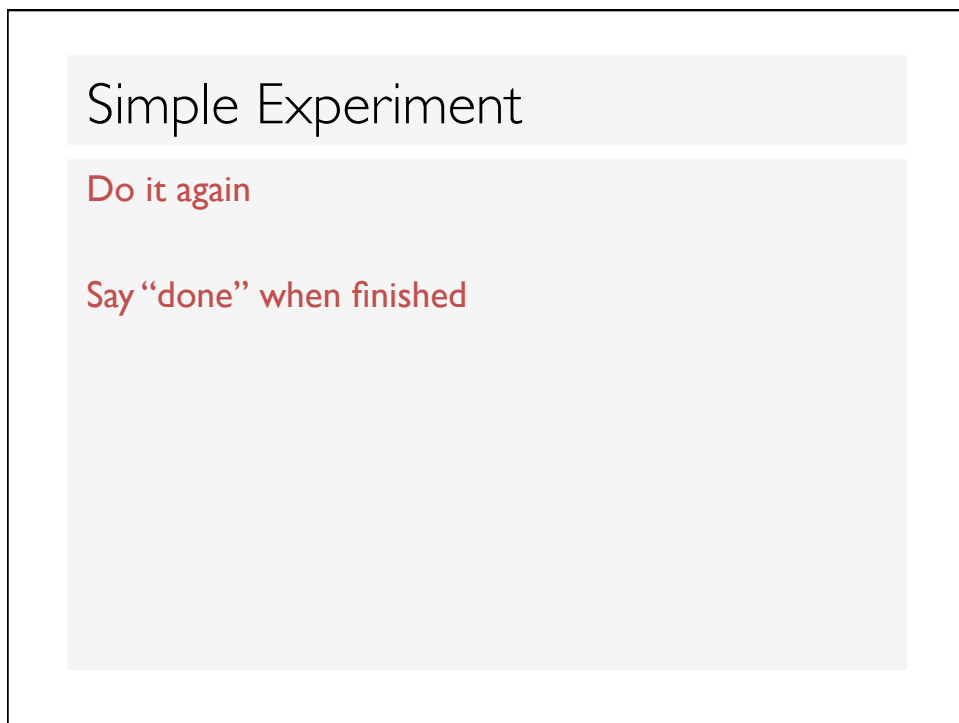 Simple Experiment
Do it again
Say “done” when finished